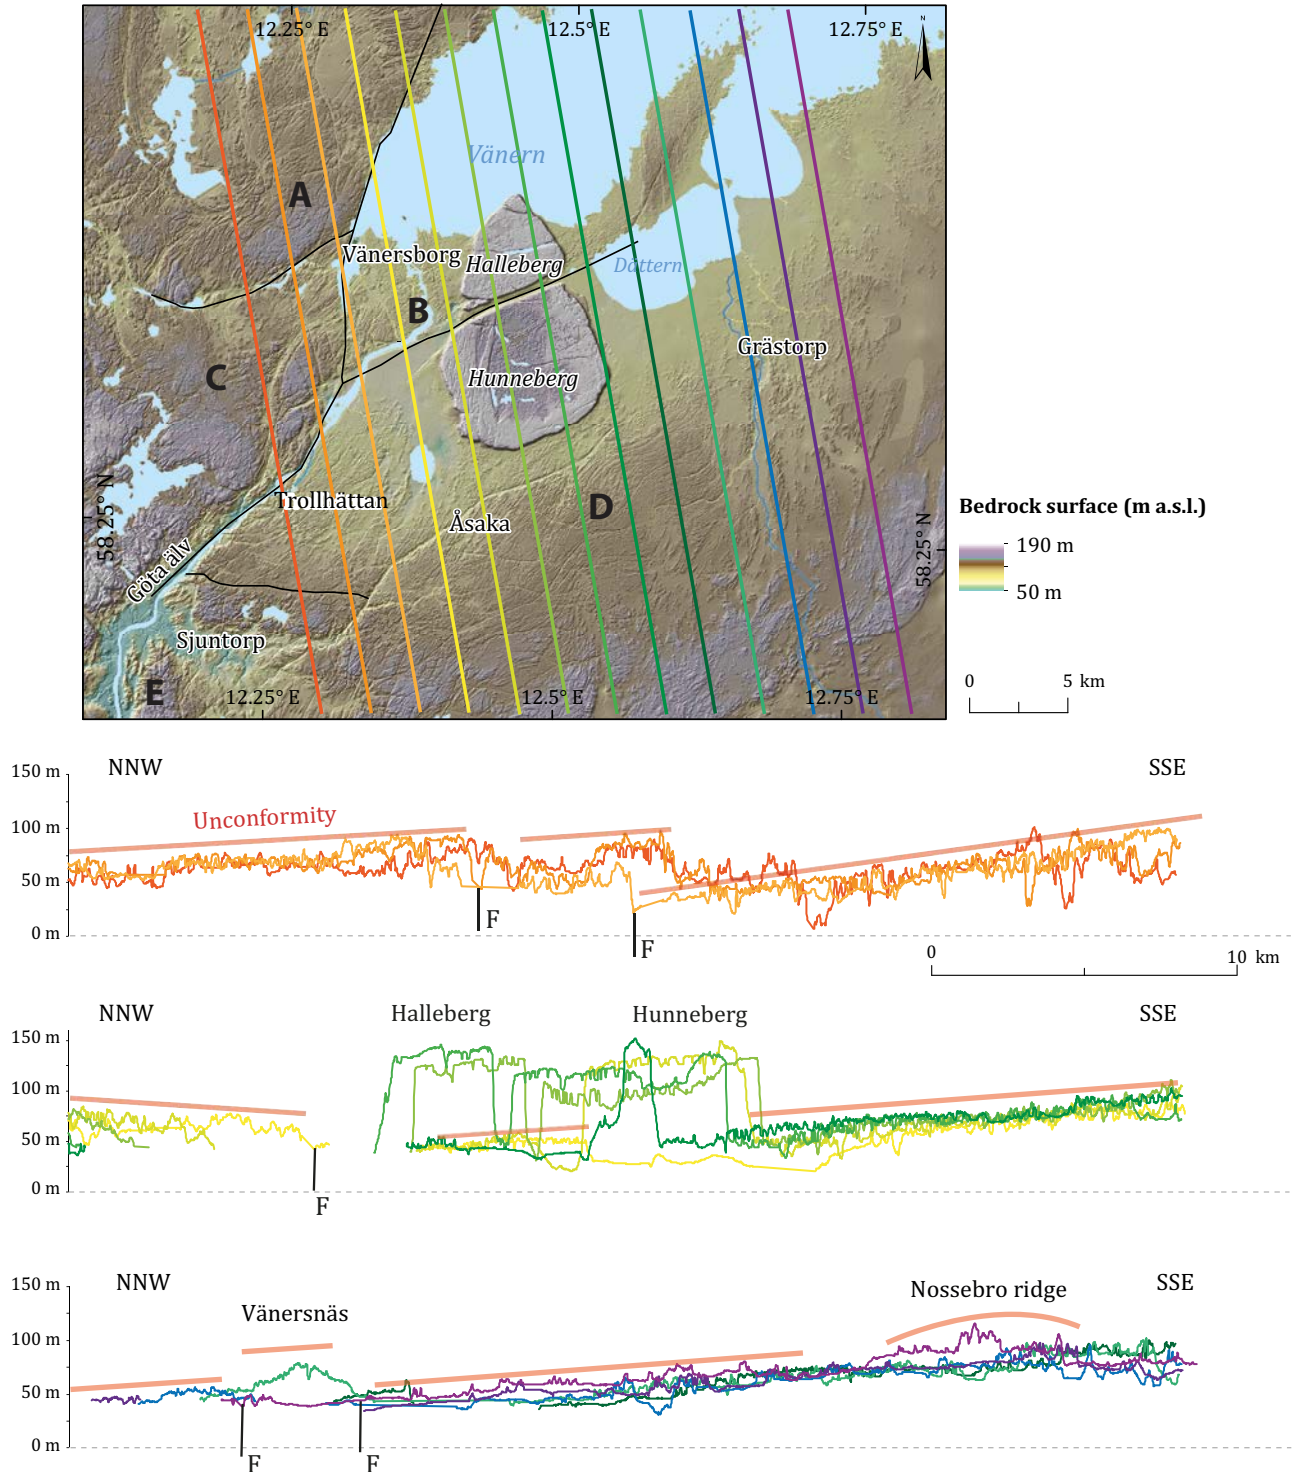 12.25° E
12.5° E
12.75° E
N
A
Vänern
Vänersborg
Halleberg
Dättern
B
C
Hunneberg
Grästorp
58.25° N
Trollhättan
Åsaka
D
58.25° N
Göta älv
Sjuntorp
E
12.25° E
12.5° E
12.75° E
Bedrock surface (m a.s.l.)
190 m
50 m
0 5 km
NNW
SSE
150 m
Unconformity
100 m
50 m
0 m
F
F
0 10 km
NNW
Halleberg
Hunneberg
SSE
150 m
100 m
50 m
0 m
F
NNW
SSE
Vänersnäs
Nossebro ridge
150 m
100 m
50 m
0 m
F
F